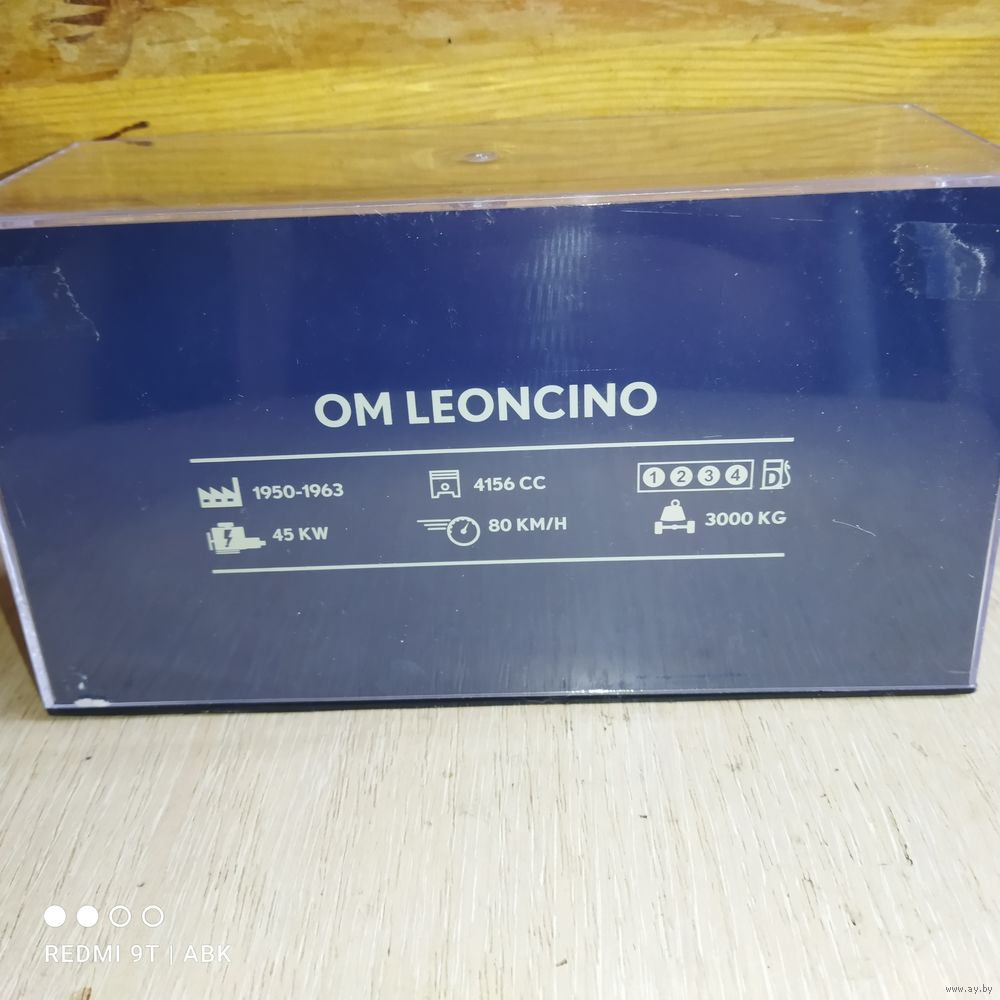 OM LEONCINO
1950-1963 4156 CC 1 2 3 4 D
45 KW 80 KM/H 3000 KG
REDMI 9T | ABK
www.ay.by